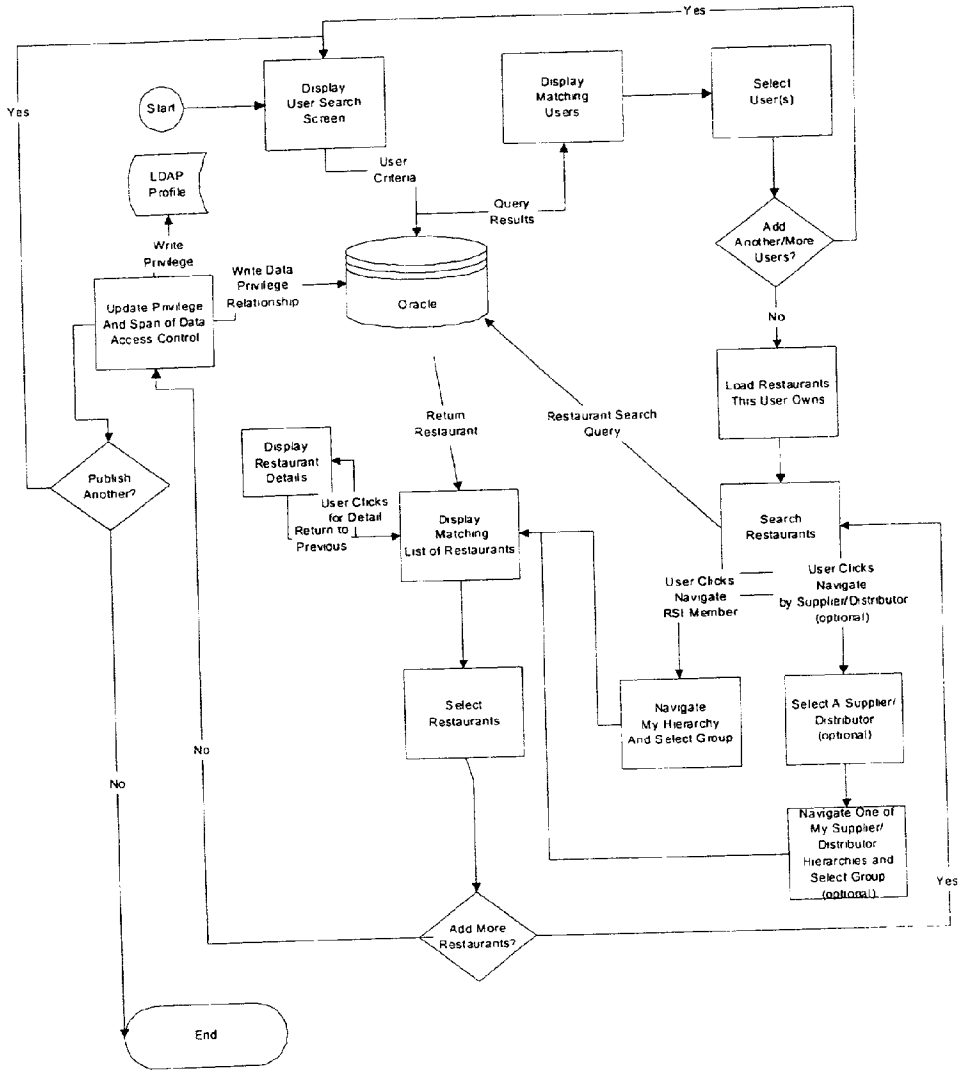 Yes
Yes
Display
User Search
Screen
Display
Matching
Users
Select
User(s)
Start
LDAP
Profile
User
Criteria
Query
Results
Add
Another/More
Users?
Write
Privilege
Write Data
Privilege
Relationship
Oracle
Update Privilege
And Span of Data
Access Control
No
Load Restaurants
This User Owns
Return
Restaurant
Restaurant Search
Query
Display
Restaurant
Details
Publish
Another?
User Clicks
for Detail
Return to
Previous
Display
Matching
List of Restaurants
Search
Restaurants
User Clicks
Navigate
RSI Member
User Clicks
Navigate
by Supplier/Distributor
(optional)
Select
Restaurants
Navigate
My Hierarchy
And Select Group
Select A Supplier/
Distributor
(optional)
No
No
Navigate One of
My Supplier/
Distributor
Hierarchies and
Select Group
(optional)
Yes
Add More
Restaurants?
End